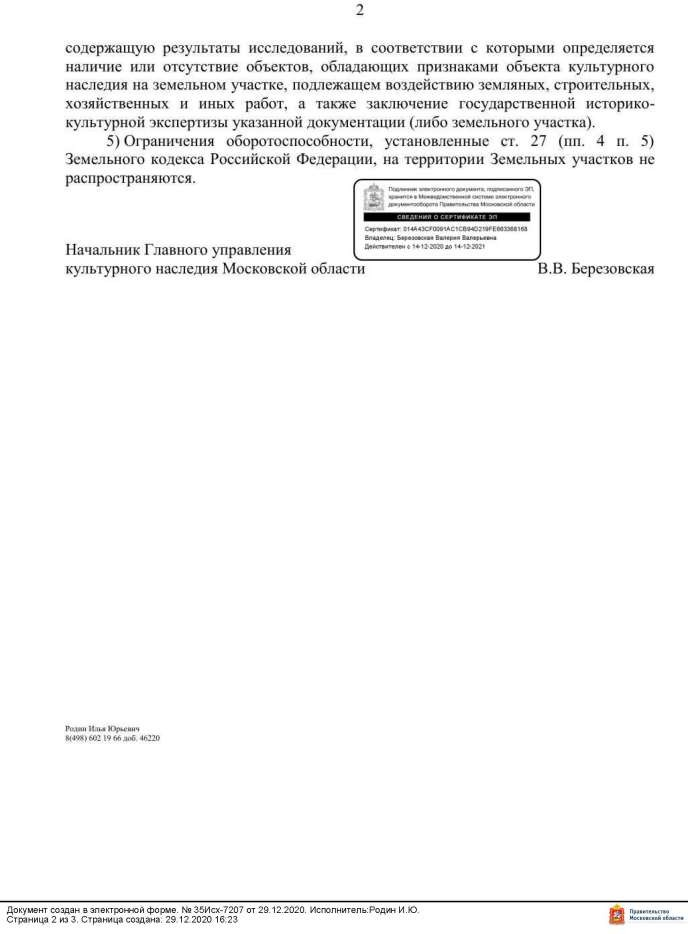 2
содержащую результаты исследований, в соответствии с которыми определяется
наличие или отсутствие объектов, обладающих признаками объекта культурного
наследия на земельном участке, подлежащем воздействию земляных, строительных,
хозяйственных и иных работ, а также заключение государственной историко-
культурной экспертизы указанной документации (либо земельного участка).
5) Ограничения оборотоспособности, установленные ст. 27 (пп. 4 п. 5)
Земельного кодекса Российской Федерации, на территории Земельных участков не
распространяются.
Подлинник электронного документа, подписанного ЭП,
хранится в Межведомственной системе электронного
документооборота Правительства Московской области
СВЕДЕНИЯ О СЕРТИФИКАТЕ ЭП
Сертификат: 014A43CF0091AC1CB94D219FE663368168
Владелец: Березовская Валерия Валерьевна
Действителен с 14-12-2020 до 14-12-2021
Начальник Главного управления
культурного наследия Московской области В.В. Березовская
Родин Илья Юрьевич
8(498) 602 19 66 доб. 46220
Документ создан в электронной форме. № 35Исх-7207 от 29.12.2020. Исполнитель:Родин И.Ю.
Страница 2 из 3. Страница создана: 29.12.2020 16:23
Правительство
Московской области